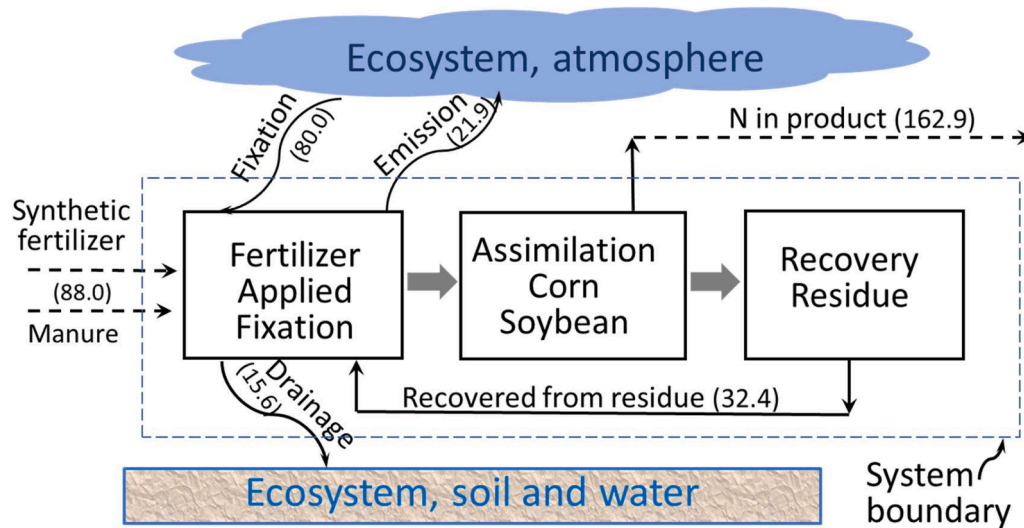 Ecosystem, atmosphere
Fixation
(80.0)
Emission
(21.9)
N in product (162.9)
Synthetic
fertilizer
(88.0)
Manure
Fertilizer
Applied
Fixation
Assimilation
Corn
Soybean
Recovery
Residue
Drainage
(15.6)
Recovered from residue (32.4)
Ecosystem, soil and water
System
boundary